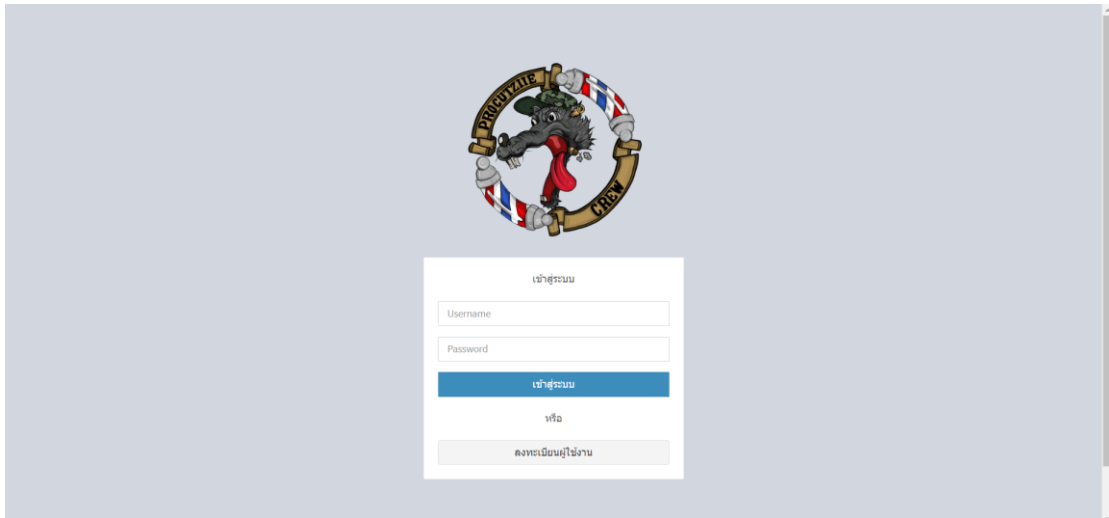 PROCUTZIIE
CREW
เข้าสู่ระบบ
Username
Password
เข้าสู่ระบบ
หรือ
ลงทะเบียนผู้ใช้งาน